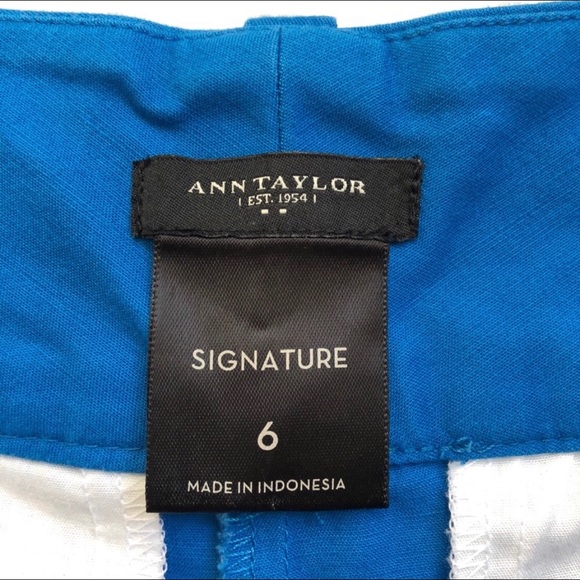 ANN TAYLOR
EST. 1954
SIGNATURE
6
MADE IN INDONESIA